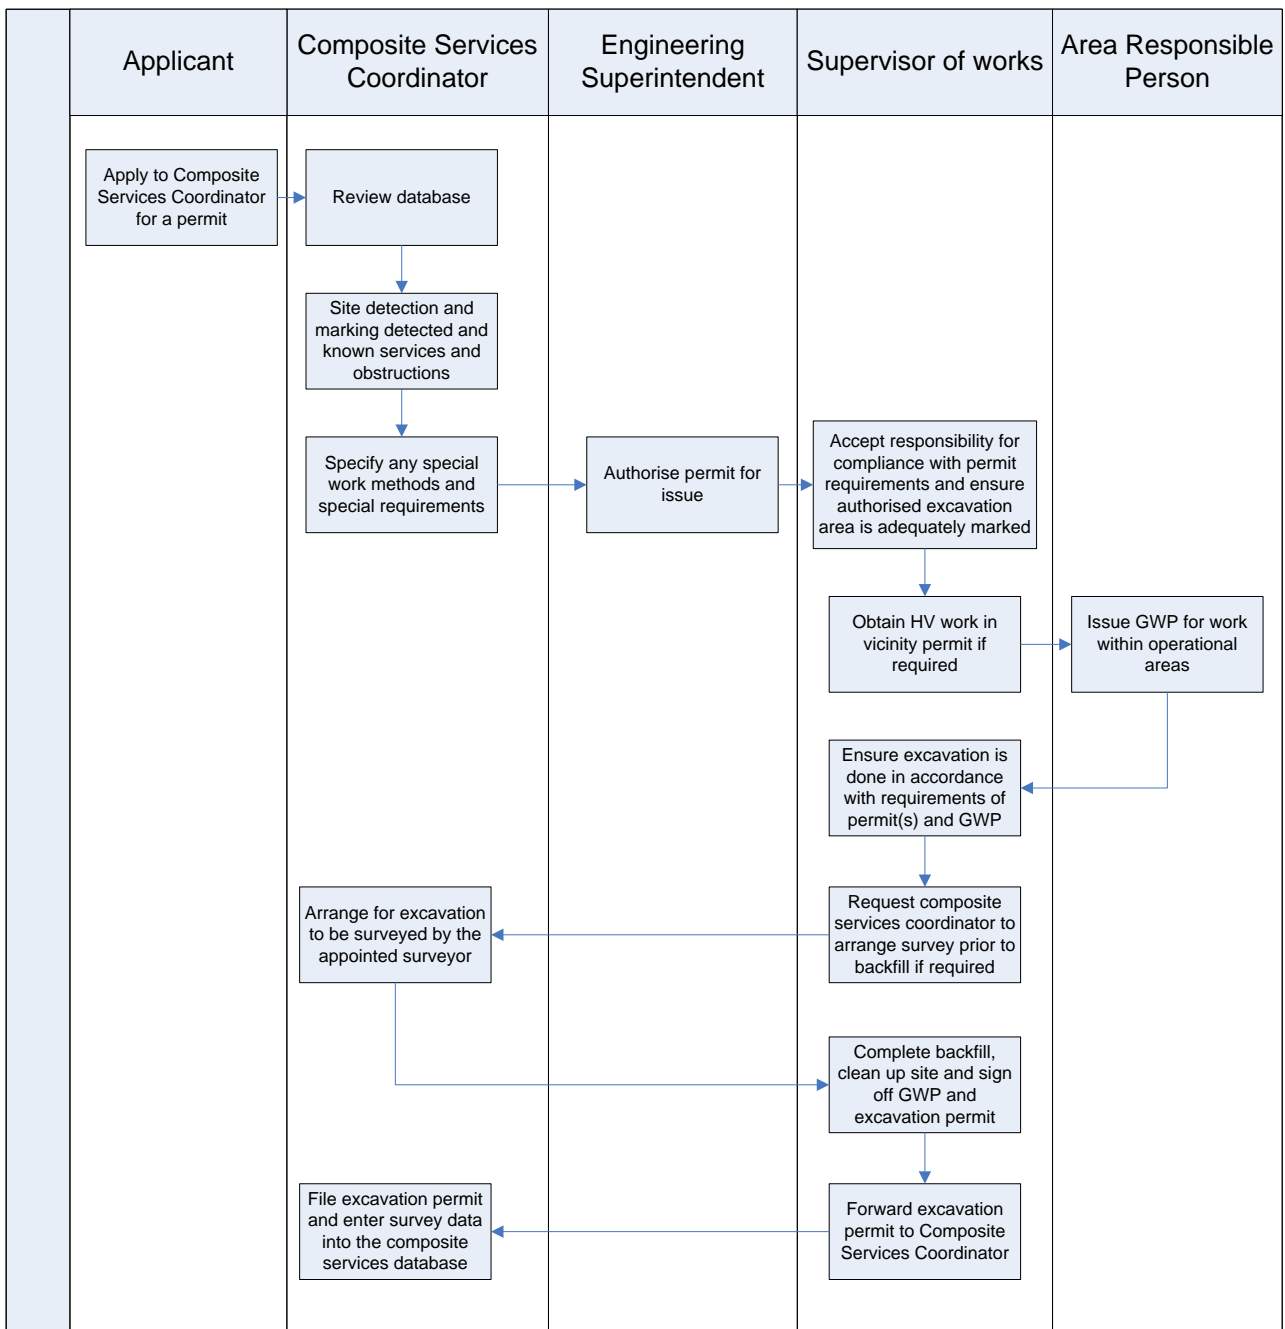 Applicant
Composite Services
Coordinator
Engineering
Superintendent
Supervisor of works
Area Responsible
Person
Apply to Composite
Services Coordinator
for a permit
Review database
Site detection and
marking detected and
known services and
obstructions
Specify any special
work methods and
special requirements
Authorise permit for
issue
Accept responsibility for
compliance with permit
requirements and ensure
authorised excavation
area is adequately marked
Obtain HV work in
vicinity permit if
required
Issue GWP for work
within operational
areas
Ensure excavation is
done in accordance
with requirements of
permit(s) and GWP
Request composite
services coordinator to
arrange survey prior to
backfill if required
Arrange for excavation
to be surveyed by the
appointed surveyor
Complete backfill,
clean up site and sign
off GWP and
excavation permit
Forward excavation
permit to Composite
Services Coordinator
File excavation permit
and enter survey data
into the composite
services database